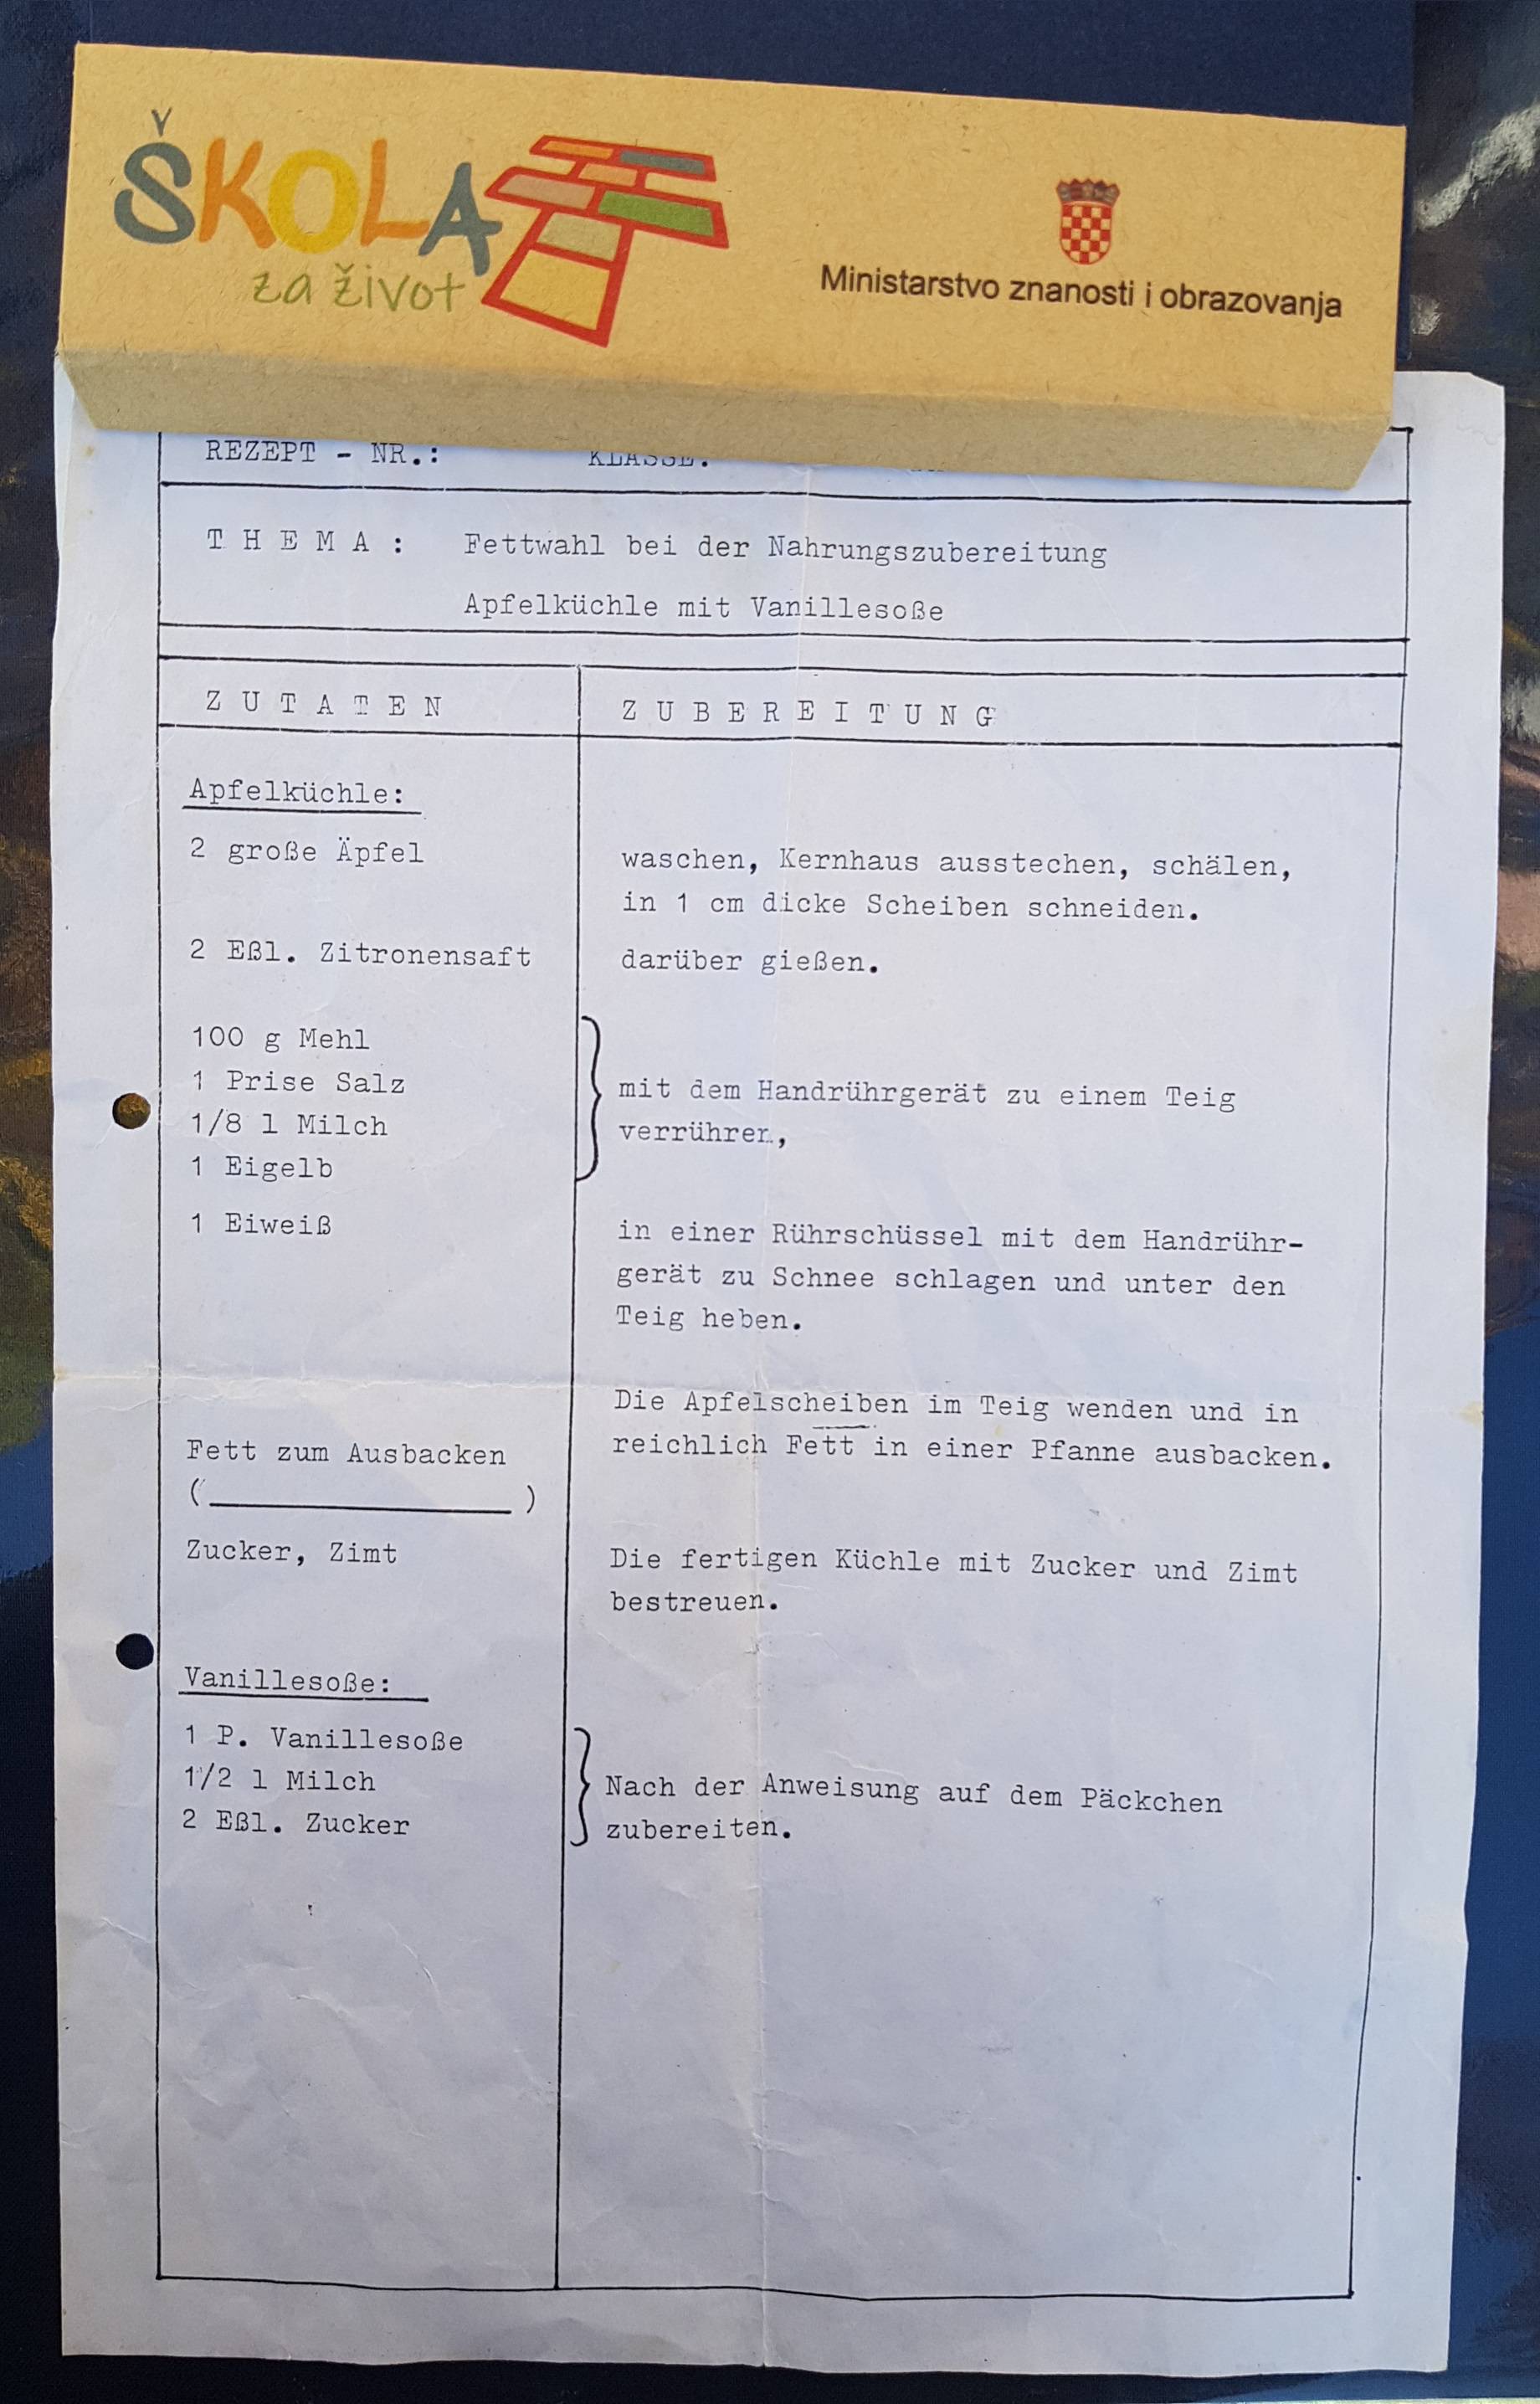 ŠKOLA
za život
Ministarstvo znanosti i obrazovanja
REZEPT - NR.:
THEMA: Fettwahl bei der Nahrungszubereitung
Apfelküchle mit Vanillesoße
ZUTATEN
ZUBEREITUNG
Apfelküchle:
2 große Äpfel
waschen, Kernhaus ausstechen, schälen,
in 1 cm dicke Scheiben schneiden.
2 Eßl. Zitronensaft
darüber gießen.
100 g Mehl
1 Prise Salz
1/8 l Milch
1 Eigelb
mit dem Handrührgerät zu einem Teig
verrühren,
1 Eiweiß
in einer Rührschüssel mit dem Handrühr-
gerät zu Schnee schlagen und unter den
Teig heben.
Die Apfelscheiben im Teig wenden und in
reichlich Fett in einer Pfanne ausbacken.
Fett zum Ausbacken
(______________)
Zucker, Zimt
Die fertigen Küchle mit Zucker und Zimt
bestreuen.
Vanillesoße:
1 P. Vanillesoße
1/2 l Milch
2 Eßl. Zucker
Nach der Anweisung auf dem Päckchen
zubereiten.